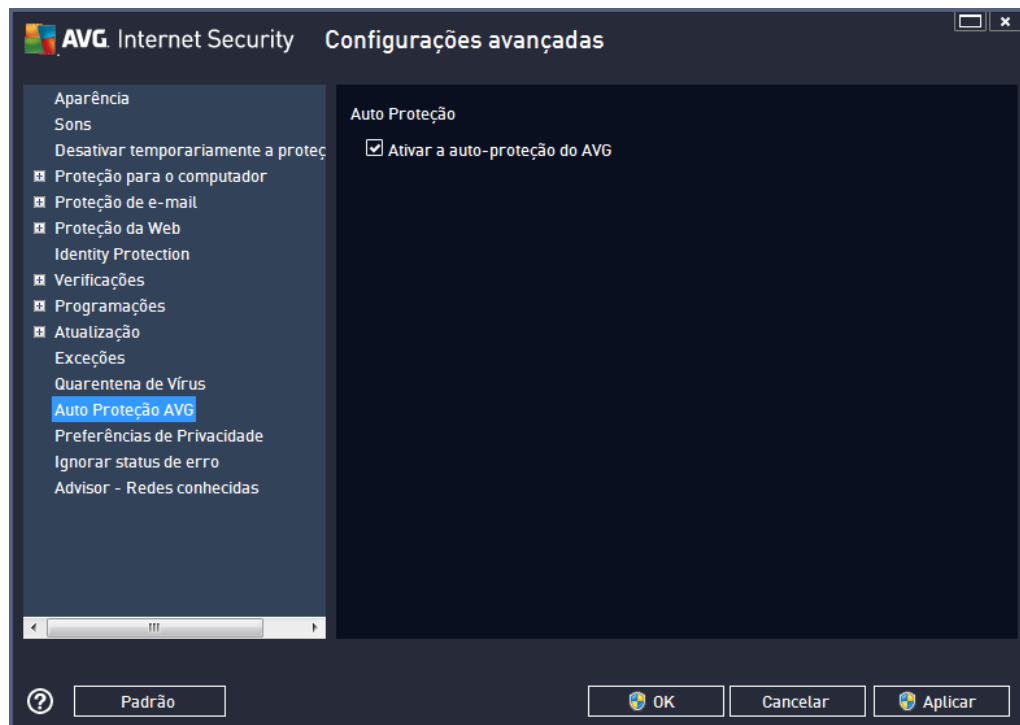 AVG. Internet Security Configurações avançadas
Aparência
Sons
Desativar temporariamente a proteç
Proteção para o computador
Proteção de e-mail
Proteção da Web
Identity Protection
Verificações
Programações
Atualização
Exceções
Quarentena de Vírus
Auto Proteção AVG
Preferências de Privacidade
Ignorar status de erro
Advisor - Redes conhecidas
Auto Proteção
Ativar a auto-proteção do AVG
? Padrão OK Cancelar Aplicar